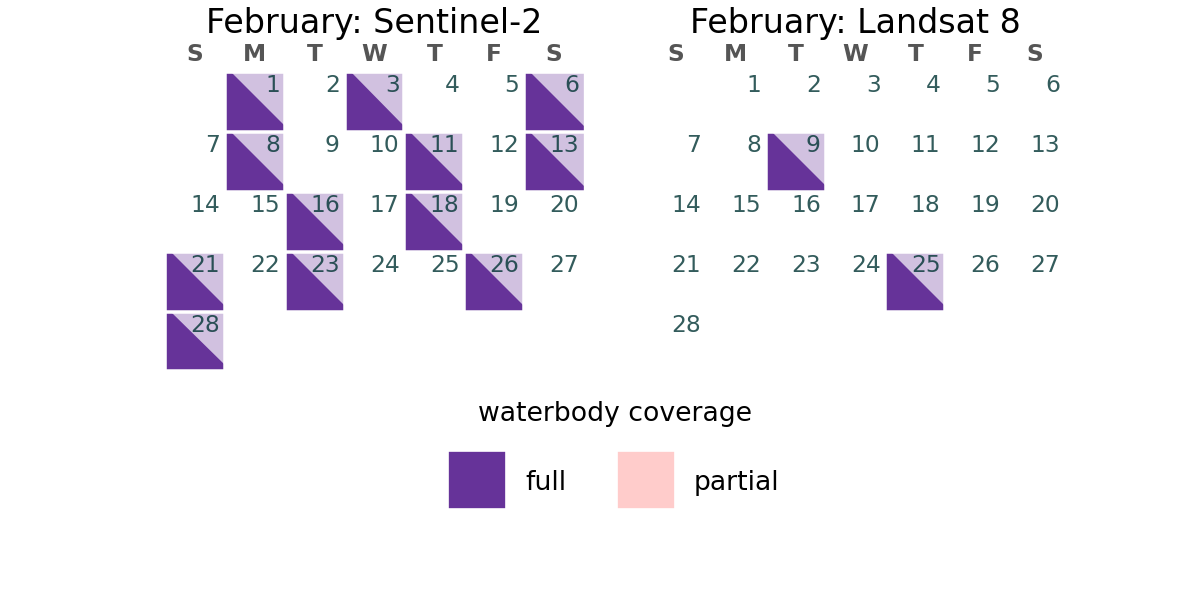 February: Sentinel-2
S M T W T F S
1 2 3 4 5 6
7 8 9 10 11 12 13
14 15 16 17 18 19 20
21 22 23 24 25 26 27
28
February: Landsat 8
S M T W T F S
1 2 3 4 5 6
7 8 9 10 11 12 13
14 15 16 17 18 19 20
21 22 23 24 25 26 27
28
waterbody coverage
full partial